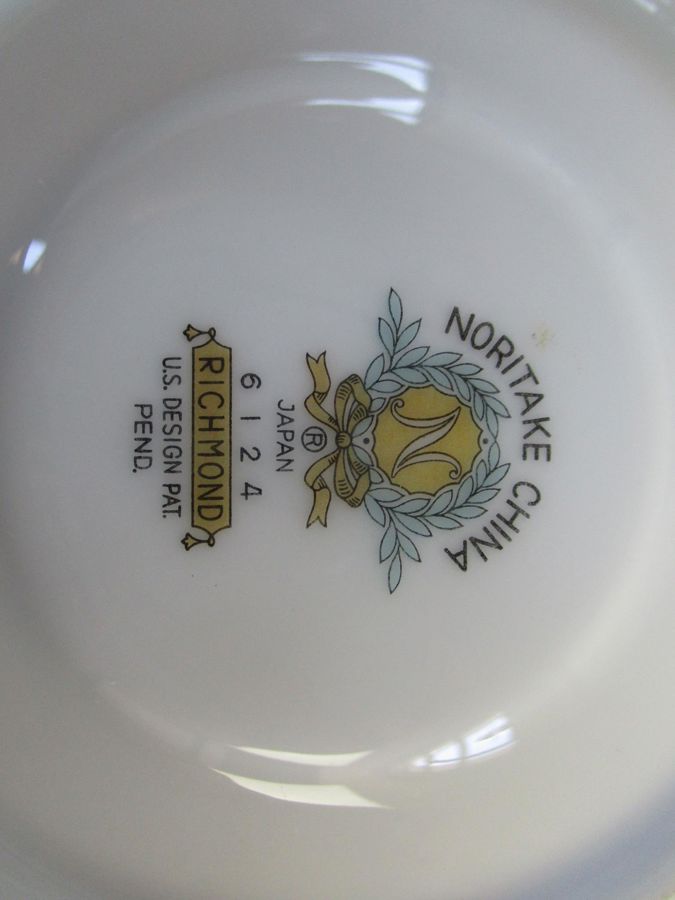 NORITAKE CHINA
N
®
JAPAN
6124
RICHMOND
U.S. DESIGN PAT.
PEND.